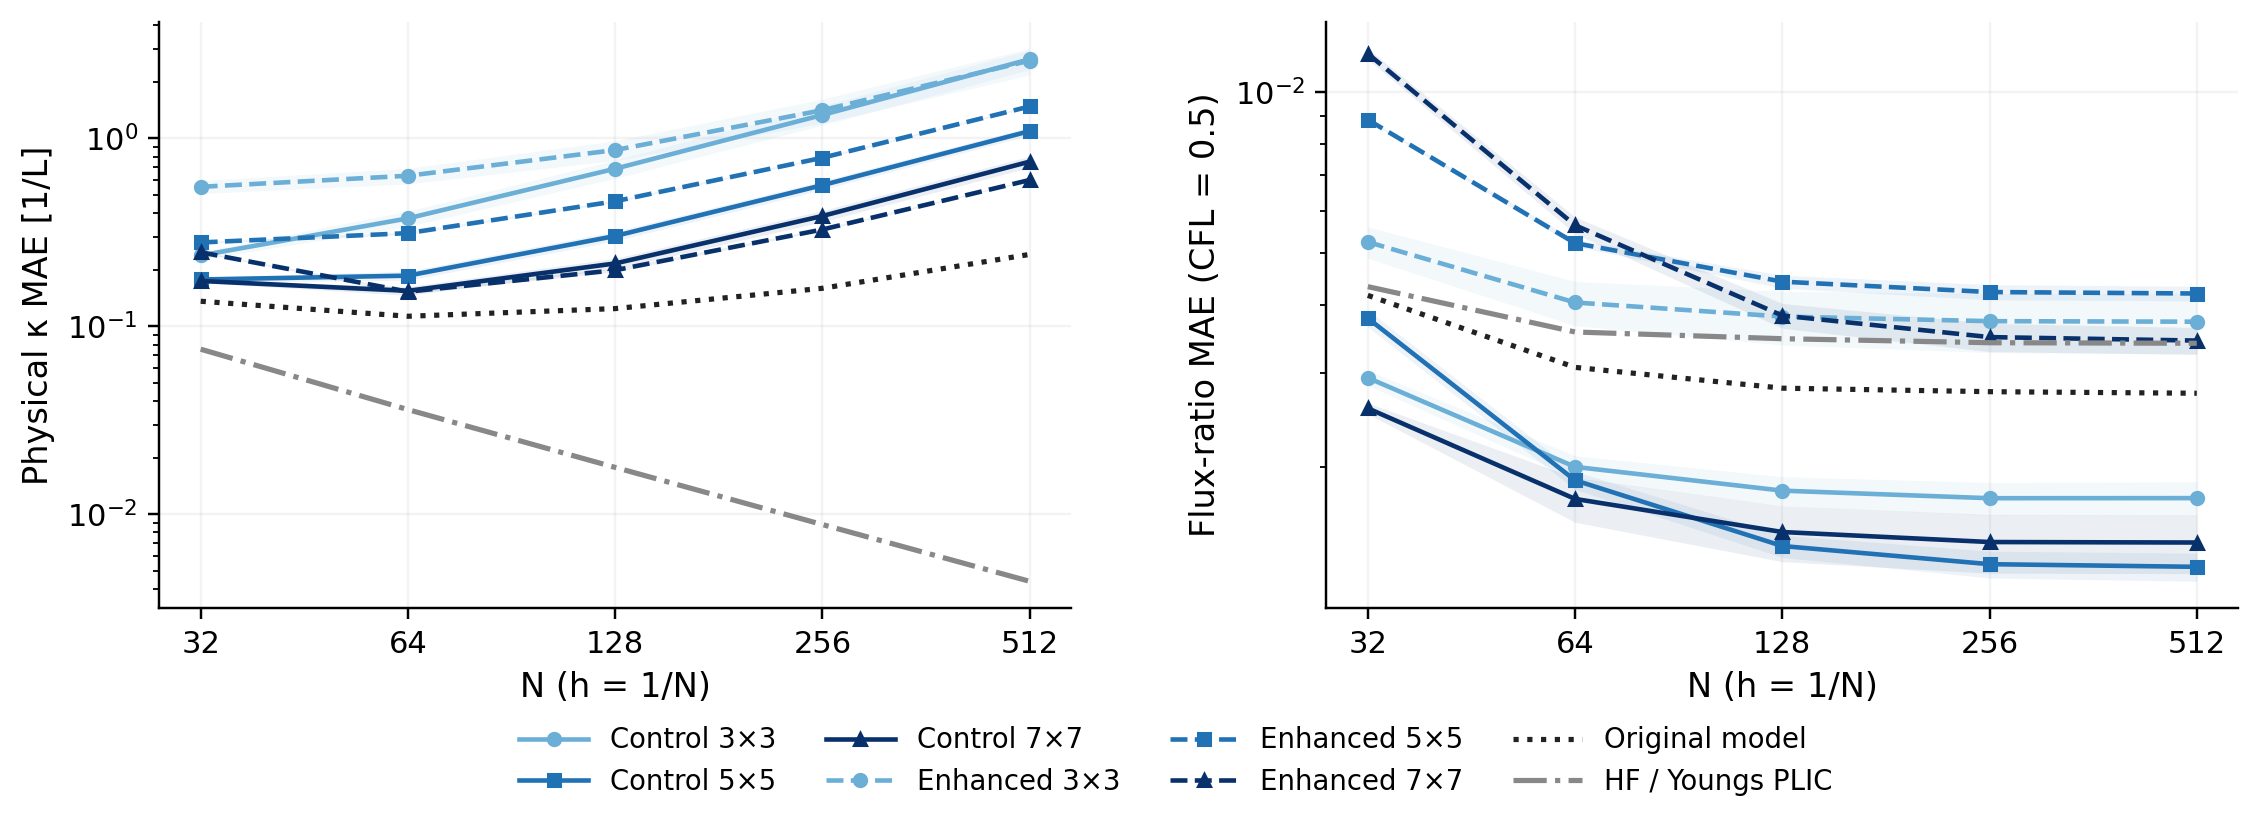 Physical κ MAE [1/L]
10⁰
10⁻¹
10⁻²
32 64 128 256 512
N (h = 1/N)
Flux-ratio MAE (CFL = 0.5)
10⁻²
32 64 128 256 512
N (h = 1/N)
Control 3×3 Control 7×7 Enhanced 5×5 Original model
Control 5×5 Enhanced 3×3 Enhanced 7×7 HF / Youngs PLIC